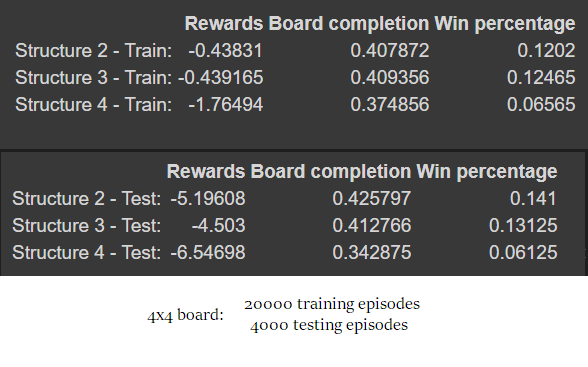 Rewards Board completion Win percentage
Structure 2 - Train: -0.43831 0.407872 0.1202
Structure 3 - Train: -0.439165 0.409356 0.12465
Structure 4 - Train: -1.76494 0.374856 0.06565
Rewards Board completion Win percentage
Structure 2 - Test: -5.19608 0.425797 0.141
Structure 3 - Test: -4.503 0.412766 0.13125
Structure 4 - Test: -6.54698 0.342875 0.06125
20000 training episodes
4x4 board:
4000 testing episodes